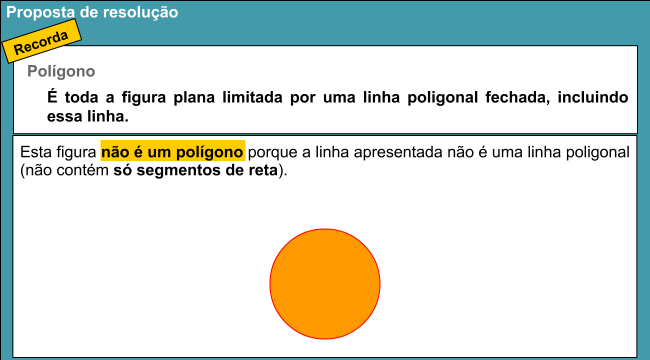 Proposta de resolução
Recorda
Polígono
É toda a figura plana limitada por uma linha poligonal fechada, incluindo
essa linha.
Esta figura não é um polígono porque a linha apresentada não é uma linha poligonal
(não contém só segmentos de reta).